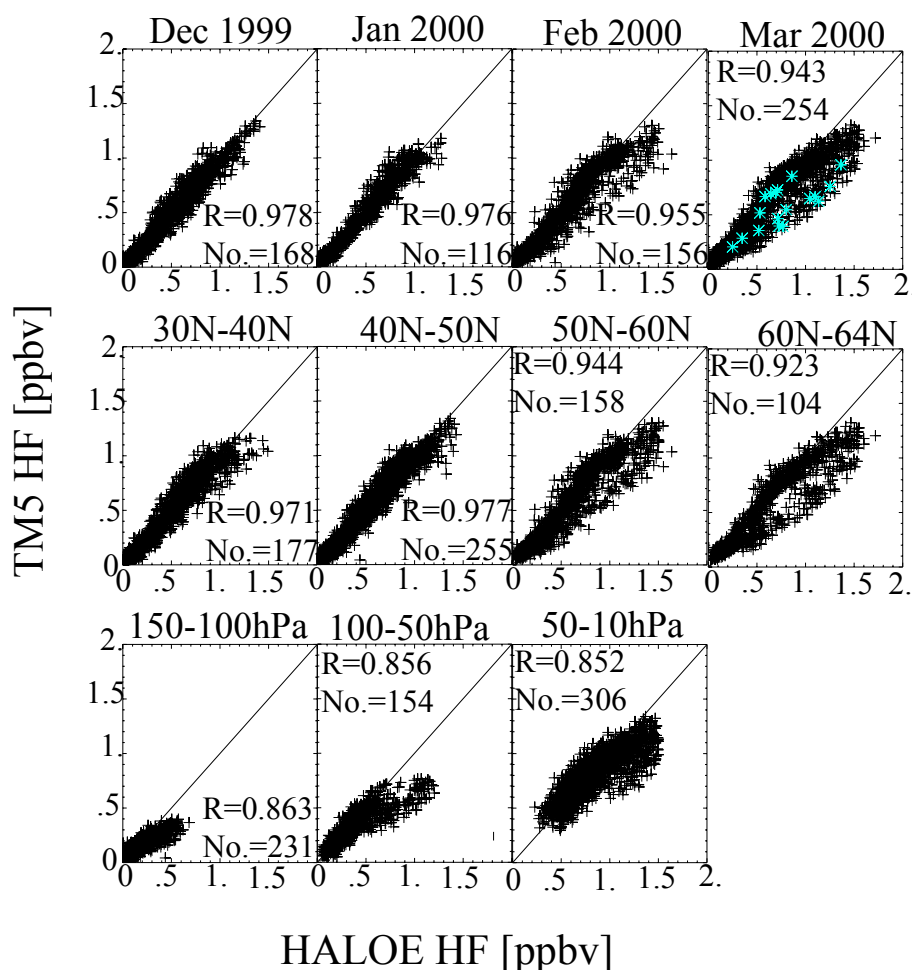 Dec 1999 Jan 2000 Feb 2000 Mar 2000
2.
1.5
1.
.5
0
R=0.978
No.=168
R=0.976
No.=116
R=0.955
No.=156
R=0.943
No.=254
0 .5 1. 1.5 0 .5 1. 1.5 0 .5 1. 1.5 0 .5 1. 1.5 2.
30N-40N 40N-50N 50N-60N 60N-64N
2.
1.5
1.
.5
0
R=0.971
No.=177
R=0.977
No.=255
R=0.944
No.=158
R=0.923
No.=104
0 .5 1. 1.5 0 .5 1. 1.5 0 .5 1. 1.5 0 .5 1. 1.5 2.
150-100hPa 100-50hPa 50-10hPa
2.
1.5
1.
.5
0
R=0.863
No.=231
R=0.856
No.=154
R=0.852
No.=306
0 .5 1. 1.5 0 .5 1. 1.5 0 .5 1. 1.5 2.
TM5 HF [ppbv]
HALOE HF [ppbv]